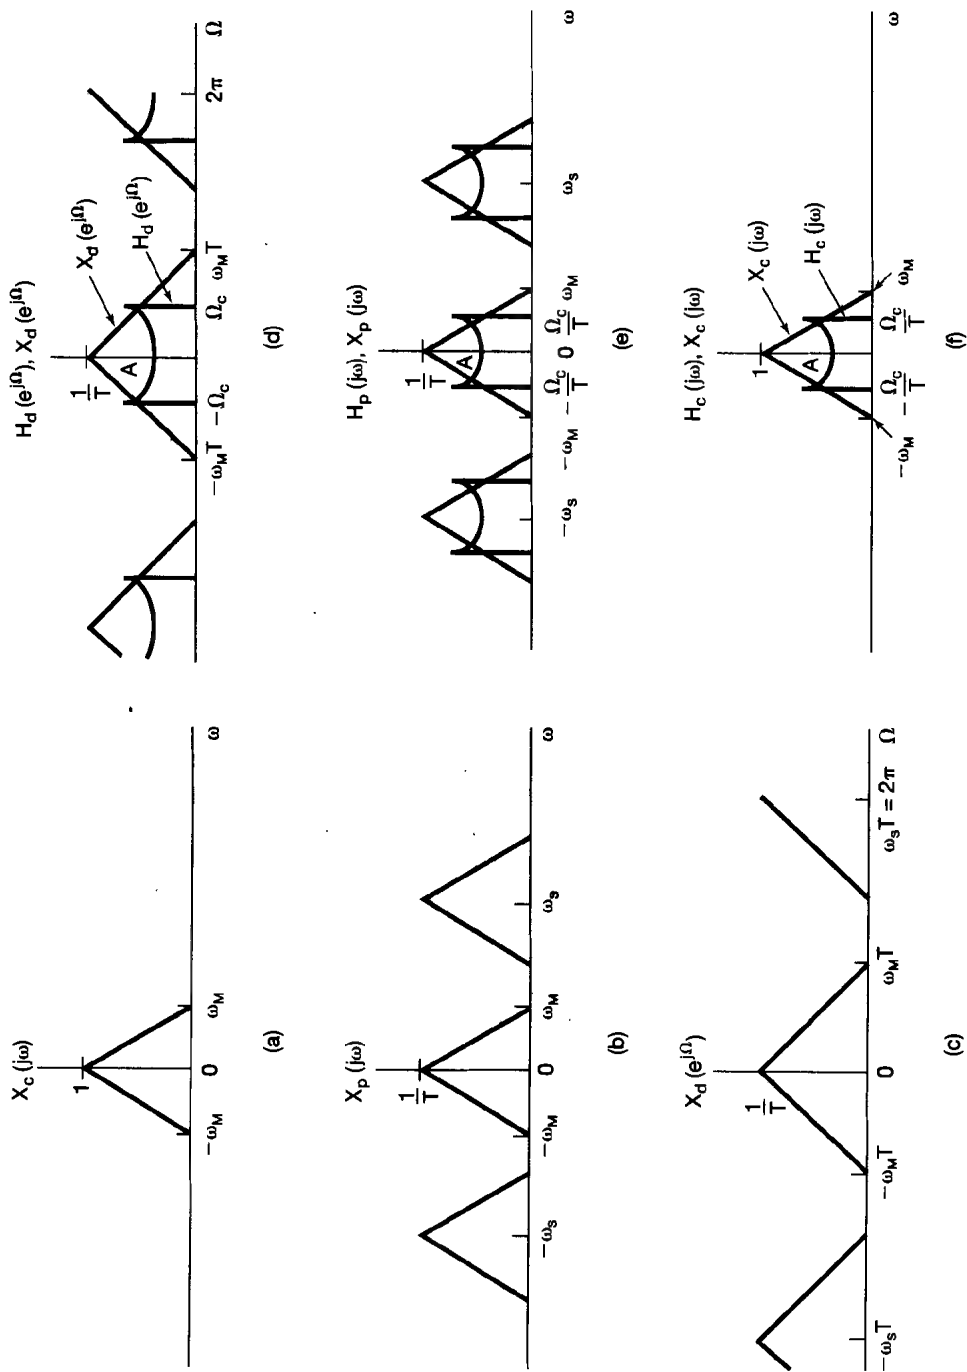 X_c (jω)
1
−ω_M 0 ω_M ω
(a)
X_p (jω)
1/T
−ω_s −ω_M 0 ω_M ω_s ω
(b)
X_d (e^jΩ)
1/T
−ω_sT −ω_MT 0 ω_MT ω_sT = 2π Ω
(c)
H_d (e^jΩ), X_d (e^jΩ)
1/T
X_d (e^jΩ)
H_d (e^jΩ)
A
−ω_MT −Ω_c Ω_c ω_MT 2π Ω
(d)
H_p (jω), X_p (jω)
1/T
A
−ω_s −ω_M −Ω_c/T 0 Ω_c/T ω_M ω_s ω
(e)
H_c (jω), X_c (jω)
1
X_c (jω)
H_c (jω)
A
−ω_M −Ω_c/T Ω_c/T ω_M ω
(f)